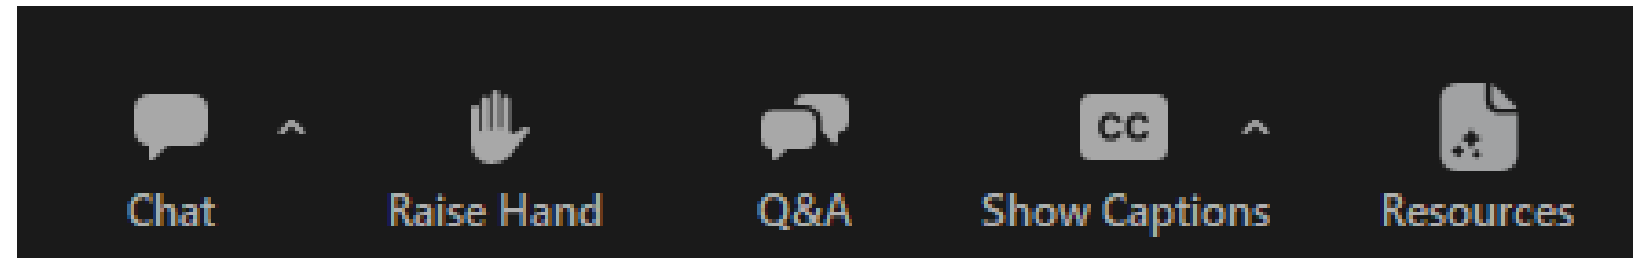 Chat
Raise Hand
Q&A
CC
Show Captions
Resources